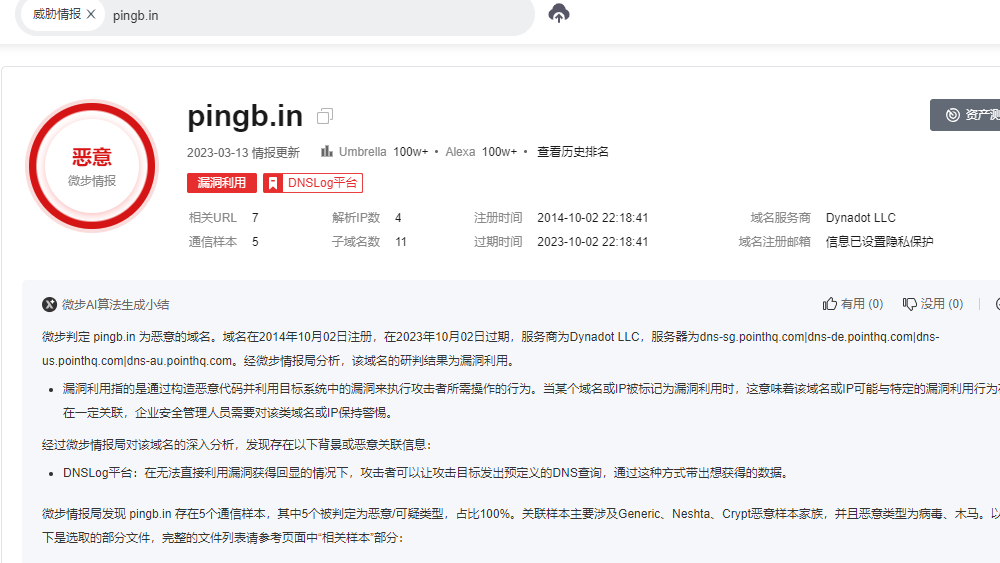 威胁情报 × pingb.in
pingb.in
恶意
微步情报
资产测
2023-03-13 情报更新 Umbrella 100w+ • Alexa 100w+ • 查看历史排名
漏洞利用 DNSLog平台
相关URL 7 解析IP数 4 注册时间 2014-10-02 22:18:41 域名服务商 Dynadot LLC
通信样本 5 子域名数 11 过期时间 2023-10-02 22:18:41 域名注册邮箱 信息已设置隐私保护
微步AI算法生成小结 有用 (0) 没用 (0)
微步判定 pingb.in 为恶意的域名。域名在2014年10月02日注册，在2023年10月02日过期，服务商为Dynadot LLC，服务器为dns-sg.pointhq.com|dns-de.pointhq.com|dns-
us.pointhq.com|dns-au.pointhq.com。经微步情报局分析，该域名的研判结果为漏洞利用。
• 漏洞利用指的是通过构造恶意代码并利用目标系统中的漏洞来执行攻击者所需操作的行为。当某个域名或IP被标记为漏洞利用时，这意味着该域名或IP可能与特定的漏洞利用行为存
在一定关联，企业安全管理人员需要对该类域名或IP保持警惕。
经过微步情报局对该域名的深入分析，发现存在以下背景或恶意关联信息：
• DNSLog平台：在无法直接利用漏洞获得回显的情况下，攻击者可以让攻击目标发出预定义的DNS查询，通过这种方式带出想获得的数据。
微步情报局发现 pingb.in 存在5个通信样本，其中5个被判定为恶意/可疑类型，占比100%。关联样本主要涉及Generic、Neshta、Crypt恶意样本家族，并且恶意类型为病毒、木马。以
下是选取的部分文件，完整的文件列表请参考页面中“相关样本”部分：